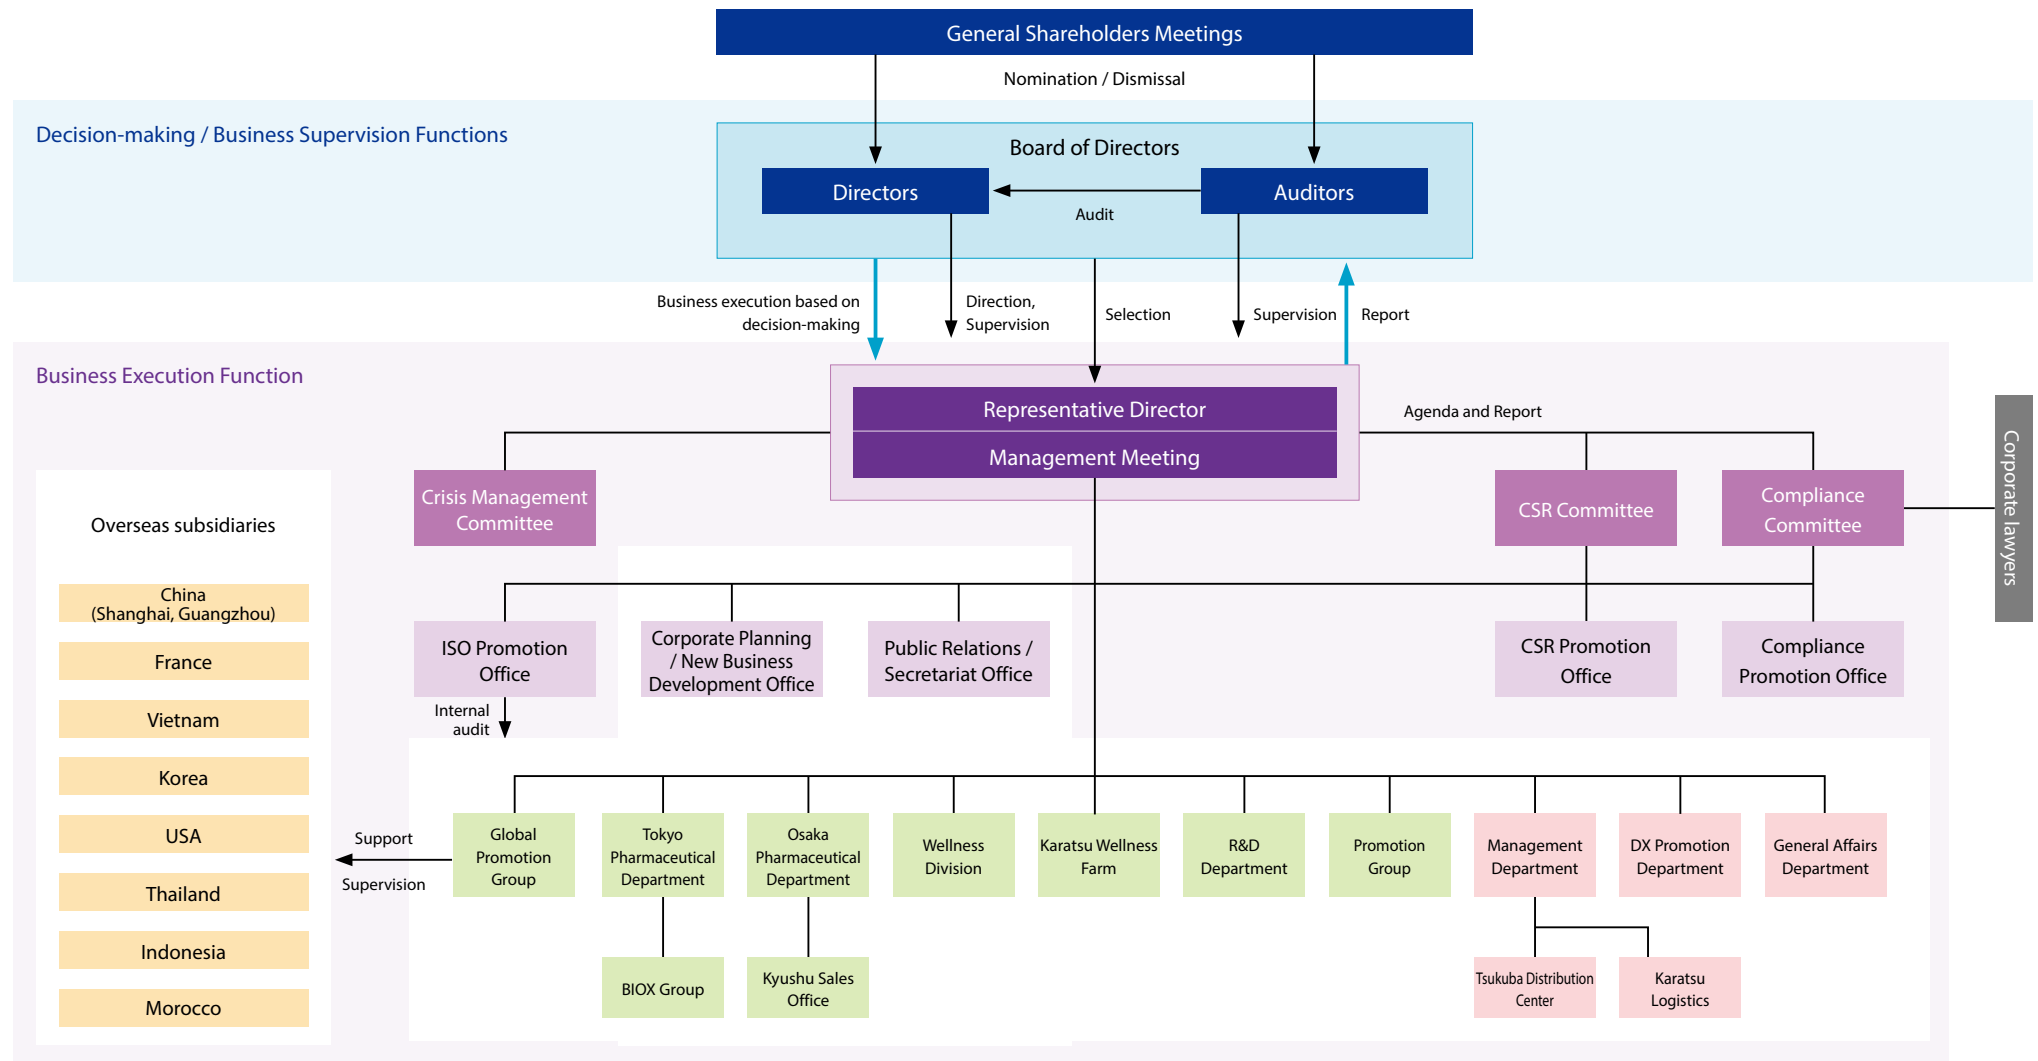 General Shareholders Meetings
Nomination / Dismissal
Decision-making / Business Supervision Functions
Board of Directors
Directors
Auditors
Audit
Business execution based on
decision-making
Direction,
Supervision
Selection
Supervision
Report
Business Execution Function
Representative Director
Management Meeting
Agenda and Report
Corporate lawyers
Crisis Management
Committee
CSR Committee
Compliance
Committee
Overseas subsidiaries
China
(Shanghai, Guangzhou)
France
Vietnam
Korea
USA
Thailand
Indonesia
Morocco
ISO Promotion
Office
Corporate Planning
/ New Business
Development Office
Public Relations /
Secretariat Office
CSR Promotion
Office
Compliance
Promotion Office
Internal
audit
Support
Supervision
Global
Promotion
Group
Tokyo
Pharmaceutical
Department
Osaka
Pharmaceutical
Department
Wellness
Division
Karatsu Wellness
Farm
R&D
Department
Promotion
Group
Management
Department
DX Promotion
Department
General Affairs
Department
BIOX Group
Kyushu Sales
Office
Tsukuba Distribution
Center
Karatsu
Logistics